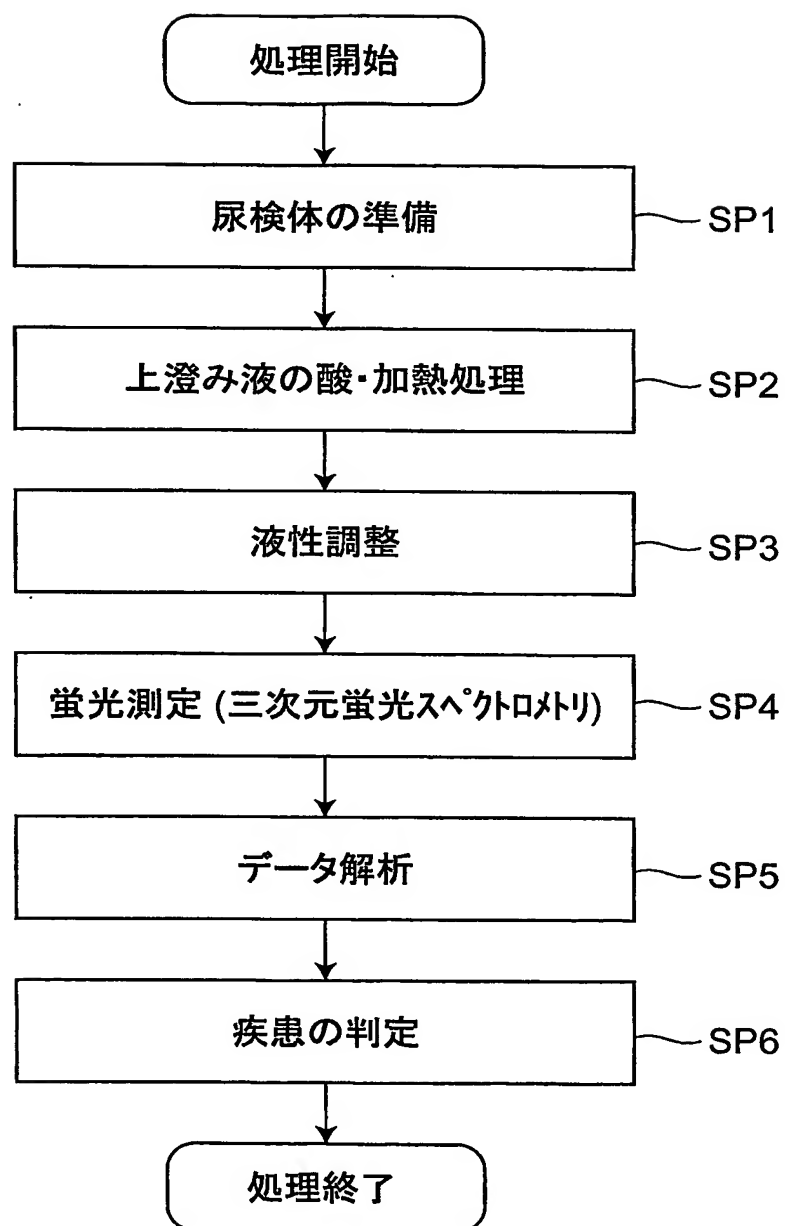 処理開始
尿検体の準備
SP1
上澄み液の酸・加熱処理
SP2
液性調整
SP3
蛍光測定 (三次元蛍光ｽﾍﾟｸﾄﾛﾒﾄﾘ)
SP4
データ解析
SP5
疾患の判定
SP6
処理終了